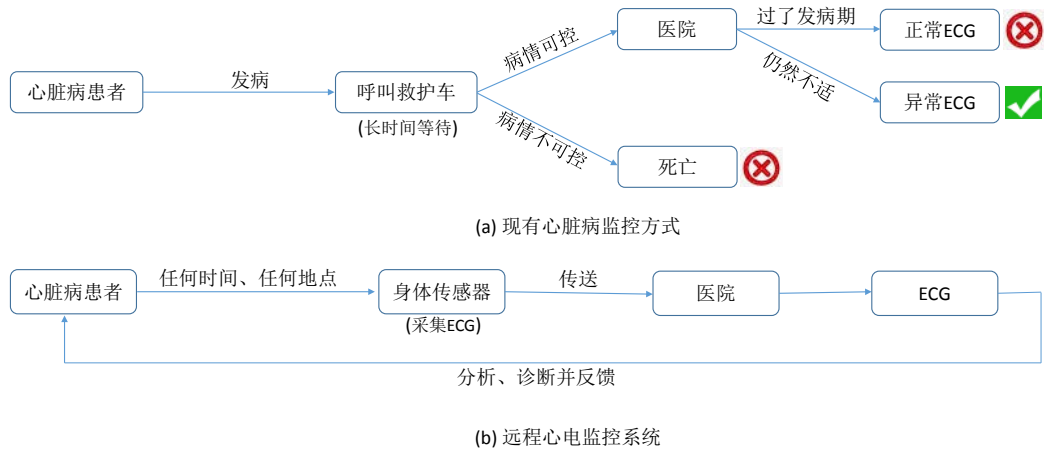 过了发病期
医院
正常ECG
病情可控
仍然不适
心脏病患者
发病
呼叫救护车
异常ECG
(长时间等待)
病情不可控
死亡
(a) 现有心脏病监控方式
心脏病患者
任何时间、任何地点
身体传感器
传送
医院
ECG
(采集ECG)
分析、诊断并反馈
(b) 远程心电监控系统